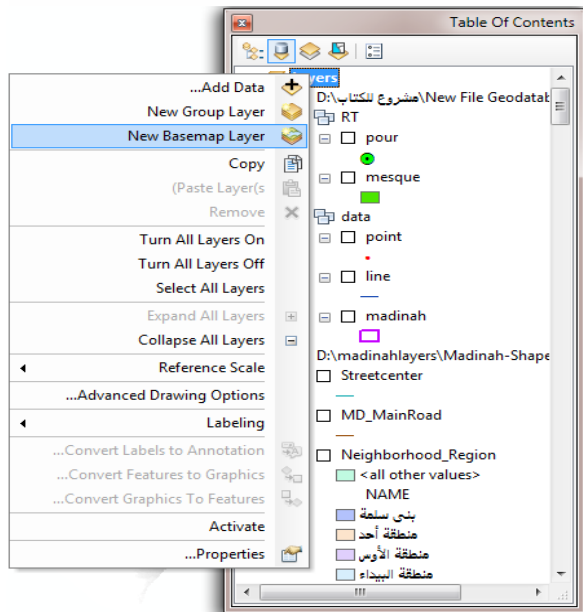 Table Of Contents
...Add Data
New Group Layer
New Basemap Layer
Copy
(Paste Layer(s
Remove
Turn All Layers On
Turn All Layers Off
Select All Layers
Expand All Layers
Collapse All Layers
Reference Scale
...Advanced Drawing Options
Labeling
...Convert Labels to Annotation
...Convert Features to Graphics
...Convert Graphics To Features
Activate
...Properties
yers
D:\مشروع للكتاب\New File Geodatab
RT
pour
mesque
data
point
line
madinah
D:\madinahlayers\Madinah-Shape
Streetcenter
MD_MainRoad
Neighborhood_Region
<all other values>
NAME
بنى سلمة
منطقة أحد
منطقة الأوس
منطقة البيداء